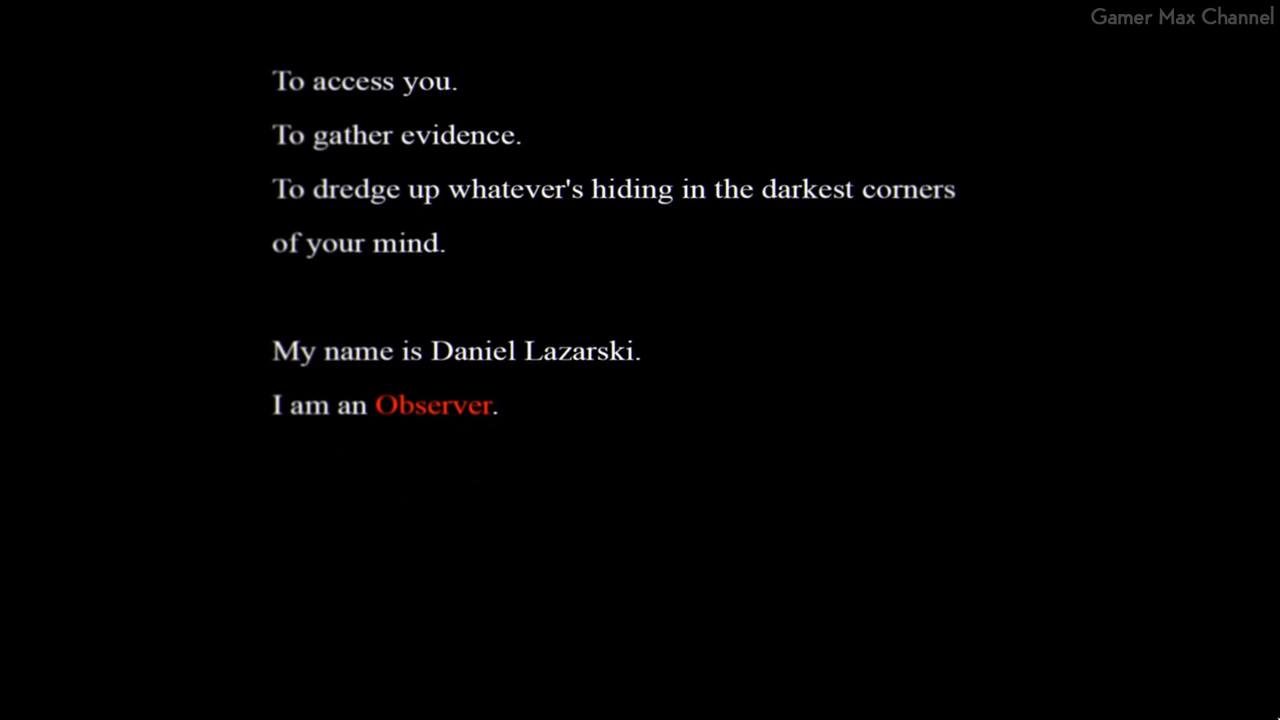 Gamer Max Channel
To access you.
To gather evidence.
To dredge up whatever's hiding in the darkest corners
of your mind.
My name is Daniel Lazarski.
I am an Observer.